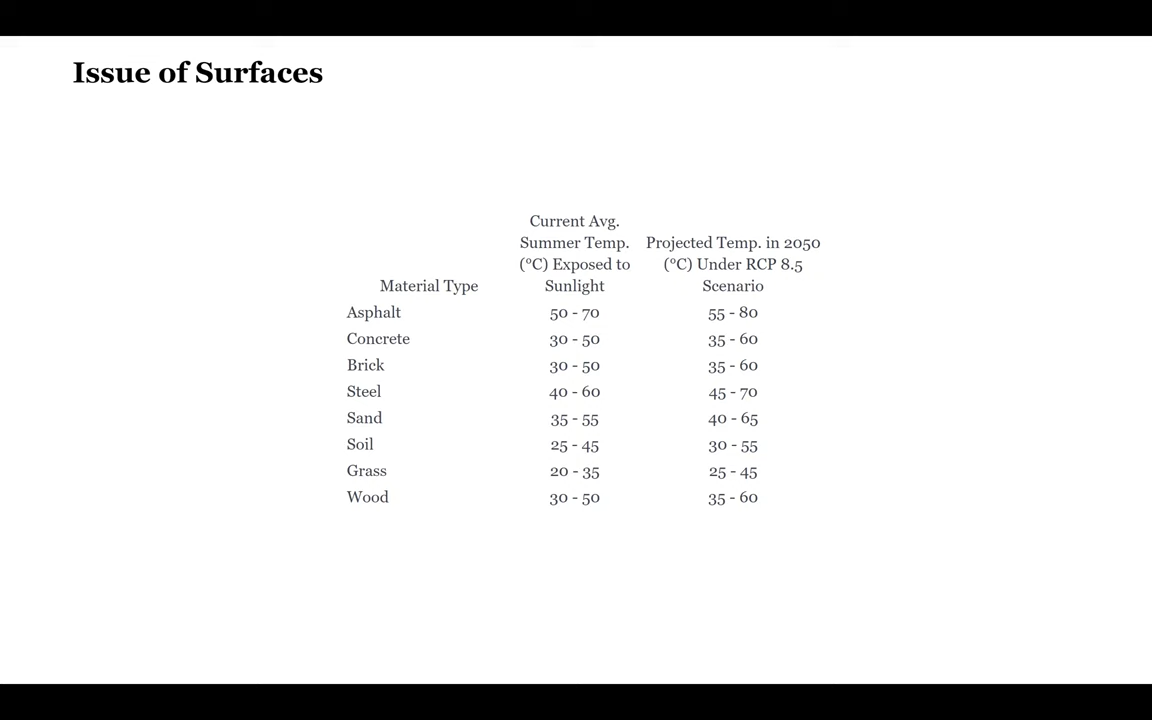 Issue of Surfaces
Current Avg.
Summer Temp. Projected Temp. in 2050
(°C) Exposed to (°C) Under RCP 8.5
Material Type Sunlight Scenario
Asphalt 50 - 70 55 - 80
Concrete 30 - 50 35 - 60
Brick 30 - 50 35 - 60
Steel 40 - 60 45 - 70
Sand 35 - 55 40 - 65
Soil 25 - 45 30 - 55
Grass 20 - 35 25 - 45
Wood 30 - 50 35 - 60